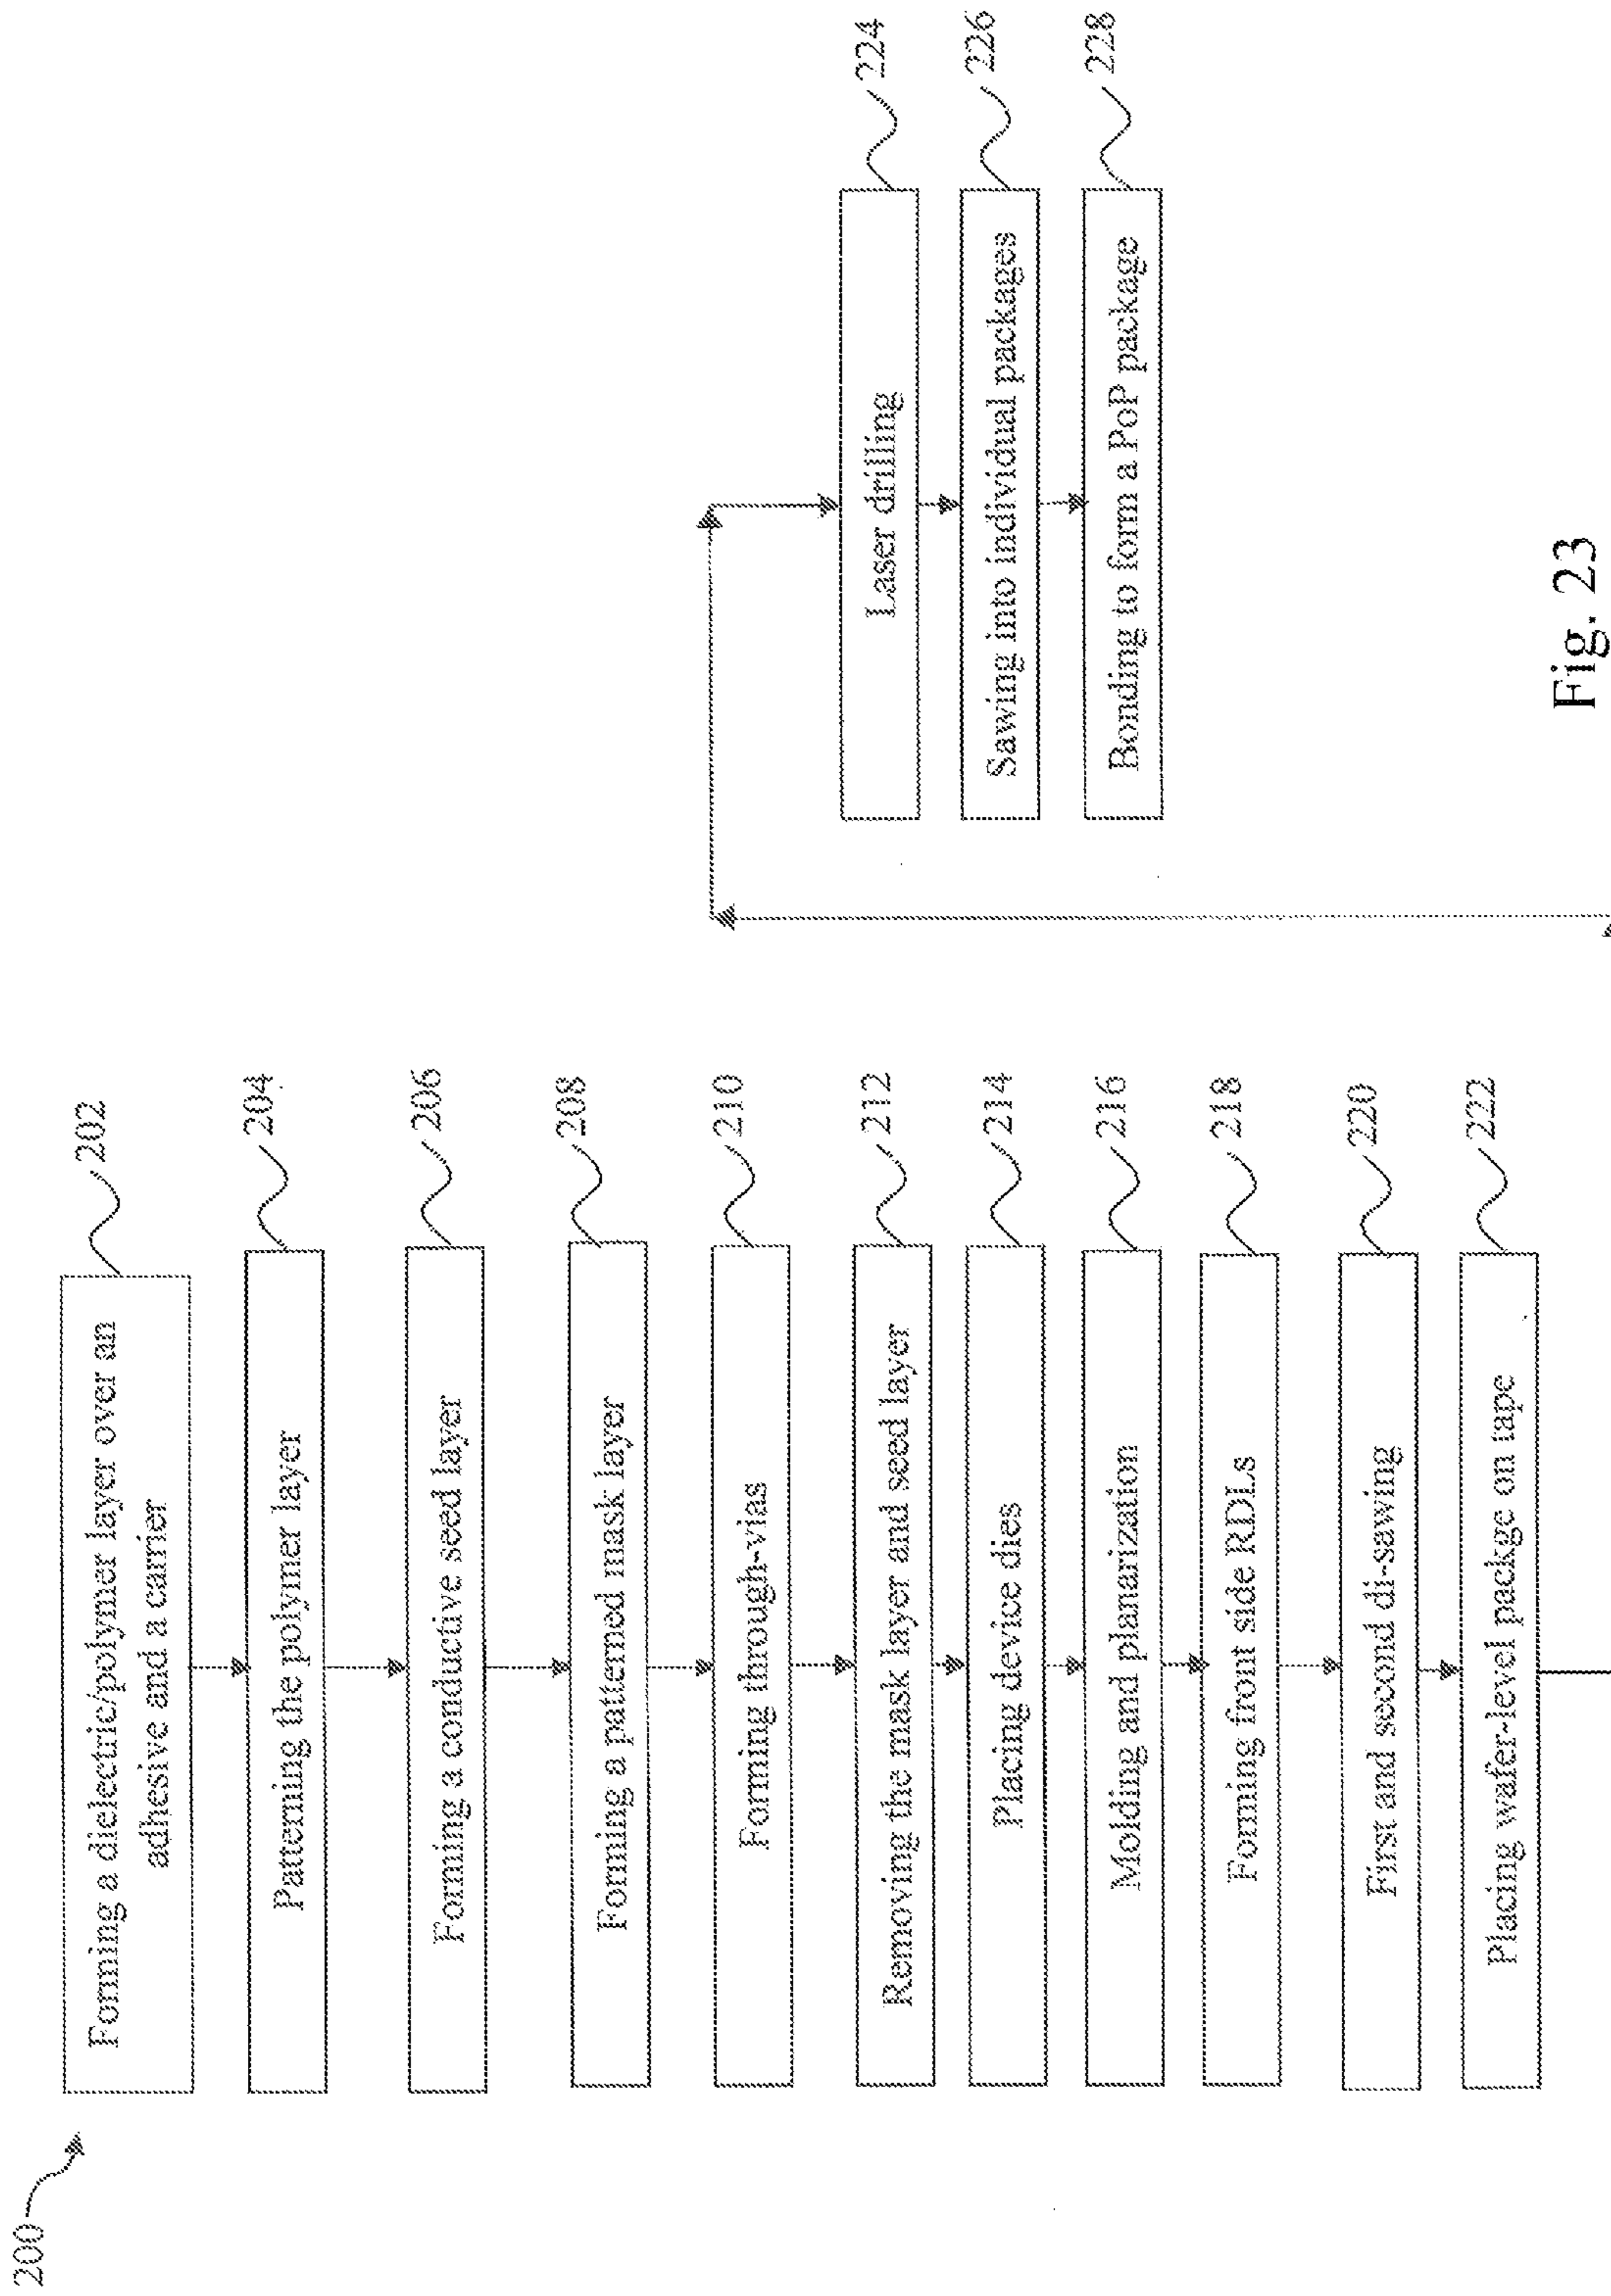 200
Forming a dielectric/polymer layer over an
adhesive and a carrier
202
Patterning the polymer layer
204
Forming a conductive seed layer
206
Forming a patterned mask layer
208
Forming through-vias
210
Removing the mask layer and seed layer
212
Placing device dies
214
Molding and planarization
216
Forming front side RDLs
218
First and second di-sawing
220
Placing wafer-level packge on tape
222
Laser drilling
224
Sawing into individual packages
226
Bonding to form a PoP package
228
Fig. 23